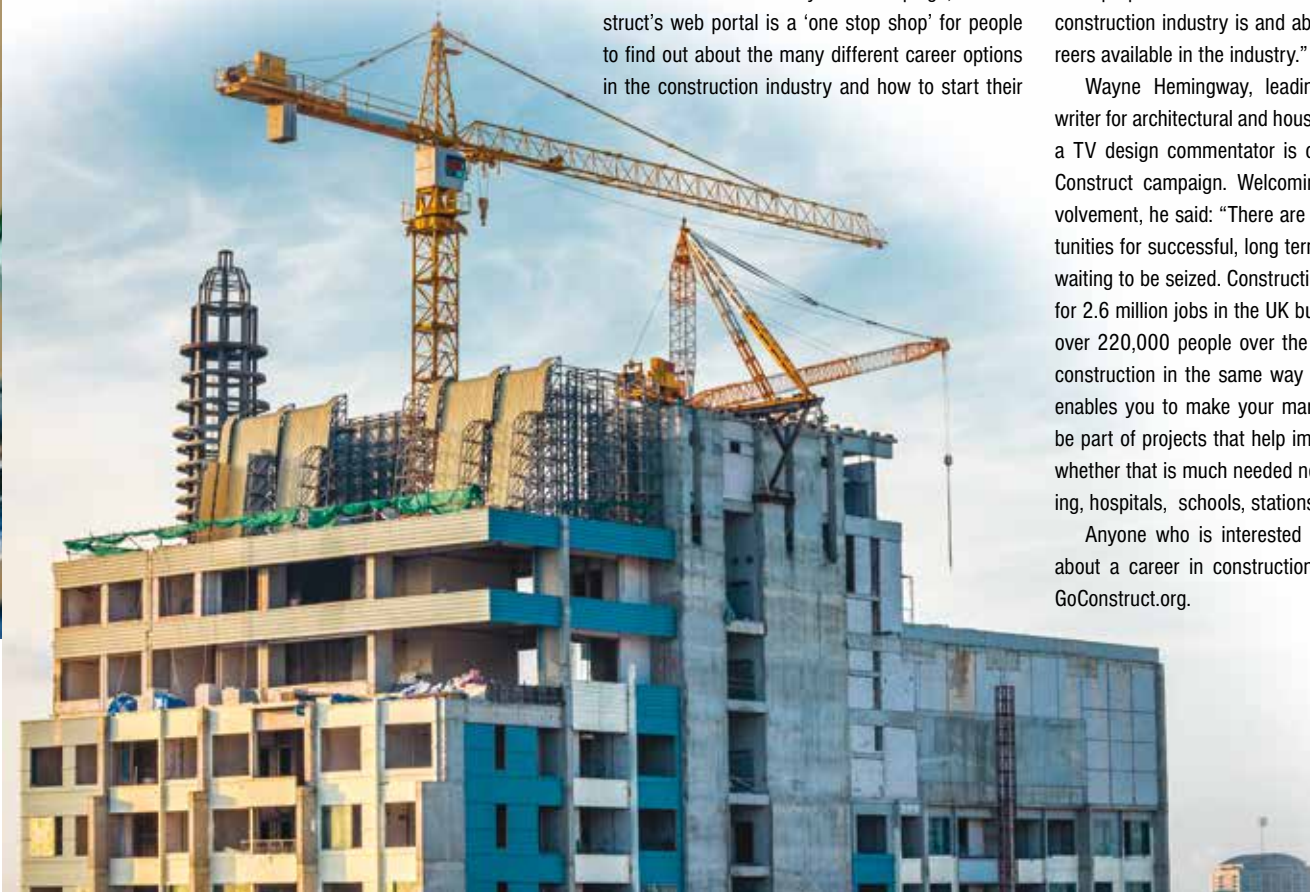 struct’s web portal is a ‘one stop shop’ for people
to find out about the many different career options
in the construction industry and how to start their
construction industry is and ab
reers available in the industry.”
Wayne Hemingway, leadin
writer for architectural and hous
a TV design commentator is o
Construct campaign. Welcomin
volvement, he said: “There are
tunities for successful, long term
waiting to be seized. Constructi
for 2.6 million jobs in the UK bu
over 220,000 people over the
construction in the same way
enables you to make your mar
be part of projects that help im
whether that is much needed ne
ing, hospitals, schools, stations
Anyone who is interested
about a career in construction
GoConstruct.org.